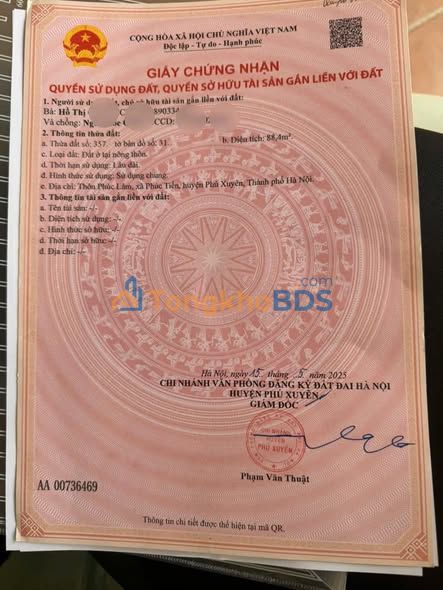 CỘNG HÒA XÃ HỘI CHỦ NGHĨA VIỆT NAM
Độc lập - Tự do - Hạnh phúc
GIẤY CHỨNG NHẬN
QUYỀN SỬ DỤNG ĐẤT, QUYỀN SỞ HỮU TÀI SẢN GẮN LIỀN VỚI ĐẤT
1. Người sử dụng đất, chủ sở hữu tài sản gắn liền với đất:
Bà: Hồ Thị
Và chồng:
2. Thông tin thửa đất:
a. Thửa đất số: 357. tờ bản đồ số: 31. b. Diện tích: 88,4m².
c. Loại đất: Đất ở tại nông thôn.
d. Thời hạn sử dụng: Lâu dài.
đ. Hình thức sử dụng: Sử dụng chung.
e. Địa chỉ: Thôn Phúc Lâm, xã Phúc Tiến, huyện Phú Xuyên, Thành phố Hà Nội.
3. Thông tin tài sản gắn liền với đất:
a. Tên tài sản: -/-
b. Diện tích sử dụng: -/-
c. Hình thức sở hữu: -/-
d. Thời hạn sở hữu: -/-
đ. Địa chỉ: -/-
TongkhoBDS.com
Hà Nội, ngày 15 tháng 5 năm 2025
CHI NHÁNH VĂN PHÒNG ĐĂNG KÝ ĐẤT ĐAI HÀ NỘI
HUYỆN PHÚ XUYÊN
GIÁM ĐỐC
CHI NHÁNH
HUYỆN
PHÚ XUYÊN
Phạm Văn Thuật
AA 00736469
Thông tin chi tiết được thể hiện tại mã QR.